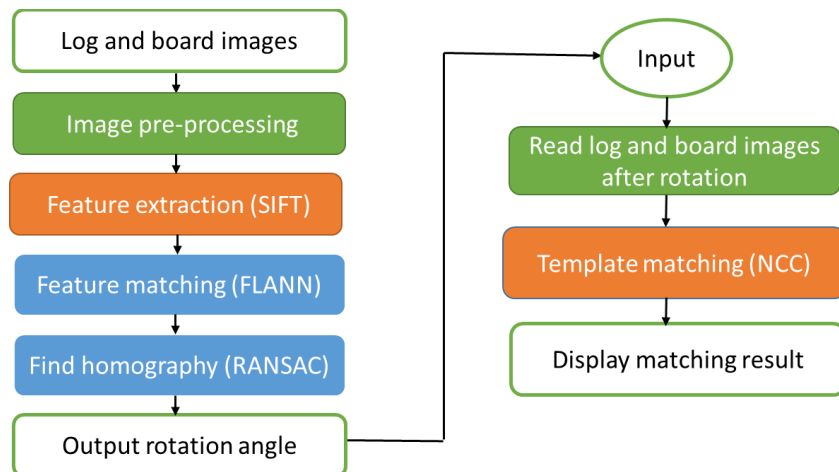 Log and board images
Image pre-processing
Feature extraction (SIFT)
Feature matching (FLANN)
Find homography (RANSAC)
Output rotation angle
Input
Read log and board images
after rotation
Template matching (NCC)
Display matching result